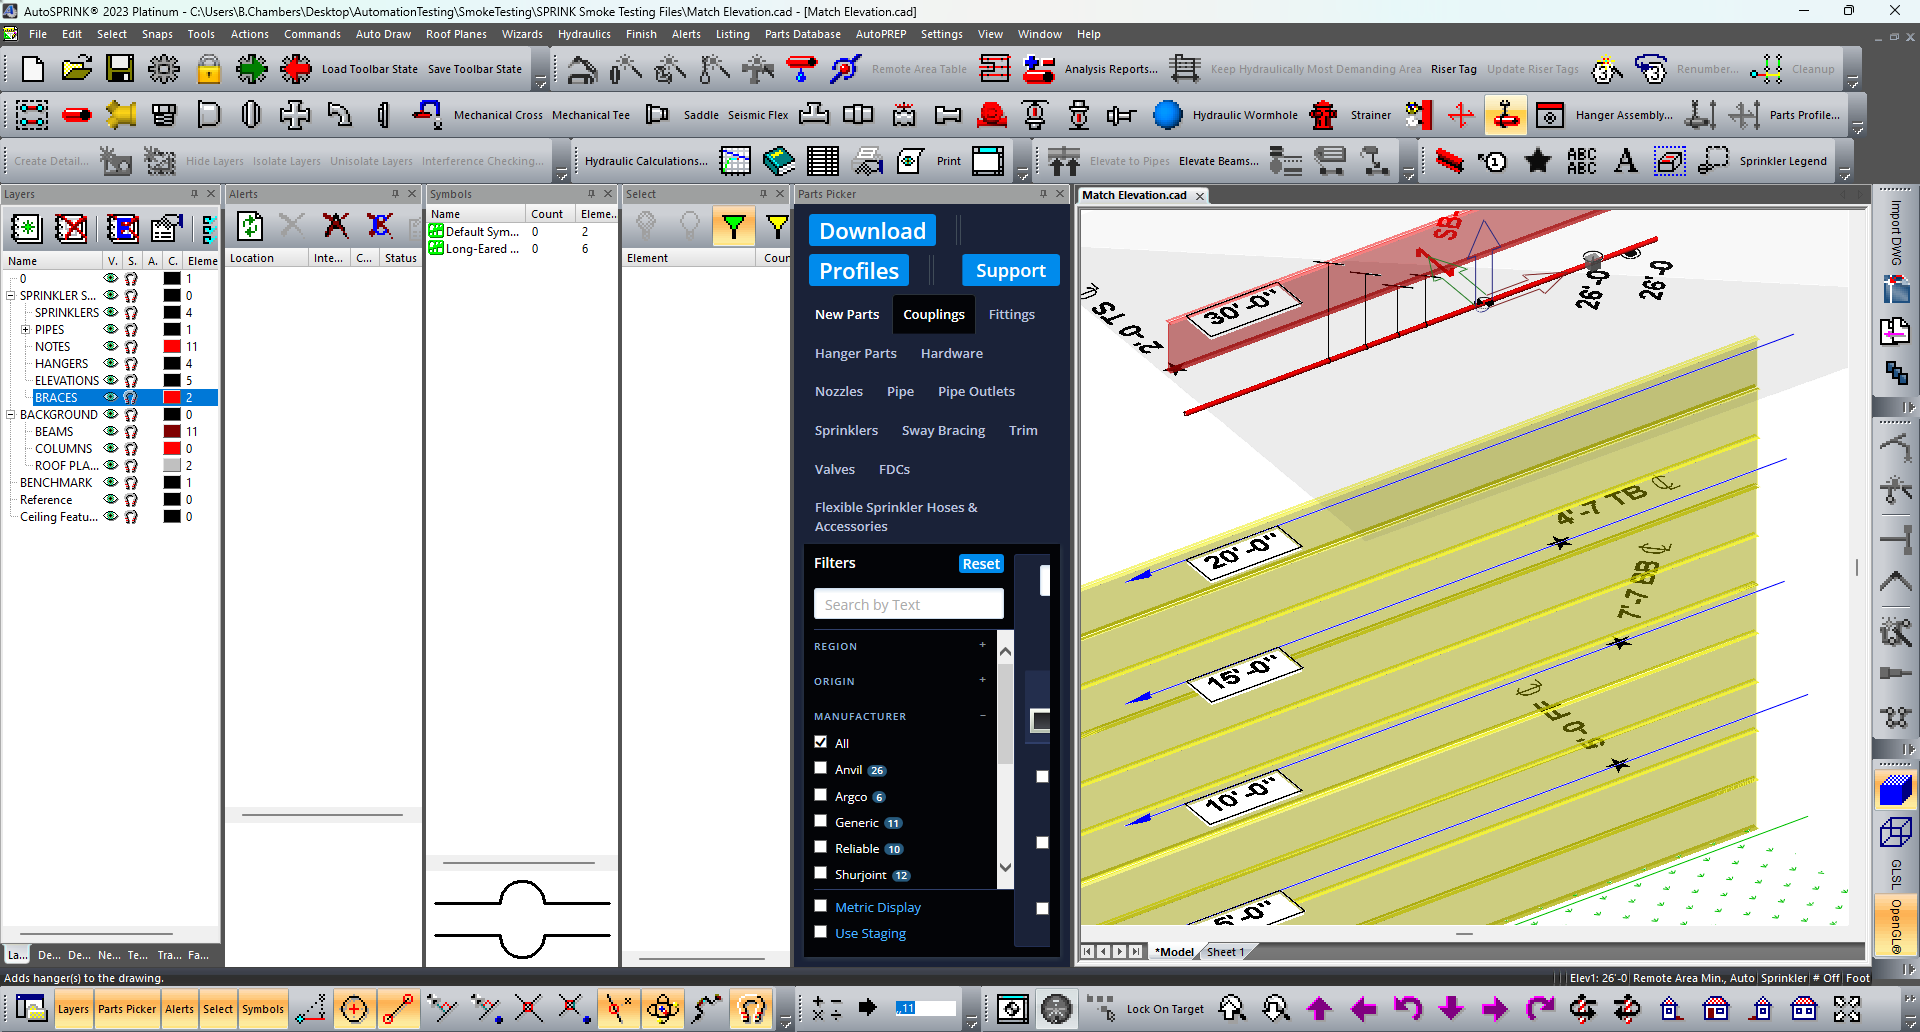 AutoSPRINK® 2023 Platinum - C:\Users\B.Chambers\Desktop\AutomationTesting\SmokeTesting\SPRINK Smoke Testing Files\Match Elevation.cad - [Match Elevation.cad]
File Edit Select Snaps Tools Actions Commands Auto Draw Roof Planes Wizards Hydraulics Finish Alerts Listing Parts Database AutoPREP Settings View Window Help
Load Toolbar State Save Toolbar State Remote Area Table Analysis Reports... Keep Hydraulically Most Demanding Area Riser Tag Update Riser Tags Renumber... Cleanup
Mechanical Cross Mechanical Tee Saddle Seismic Flex Hydraulic Wormhole Strainer Hanger Assembly... Parts Profile...
Create Detail... Hide Layers Isolate Layers Unisolate Layers Interference Checking... Hydraulic Calculations... Print Elevate to Pipes Elevate Beams... ABC ABC A Sprinkler Legend
Layers
Name V. S. A. C. Eleme
0 1
SPRINKLER S... 0
SPRINKLERS 4
PIPES 1
NOTES 11
HANGERS 4
ELEVATIONS 5
BRACES 2
BACKGROUND 0
BEAMS 11
COLUMNS 0
ROOF PLA... 2
BENCHMARK 1
Reference 0
Ceiling Featu... 0
La... De... De... Ne... Te... Tra... Fa...
Alerts
Location Inte... C... Status
Symbols
Name Count Eleme...
Default Sym... 0 2
Long-Eared ... 0 6
Select
Element Coun
Parts Picker
Download
Profiles Support
New Parts Couplings Fittings
Hanger Parts Hardware
Nozzles Pipe Pipe Outlets
Sprinklers Sway Bracing Trim
Valves FDCs
Flexible Sprinkler Hoses &
Accessories
Filters Reset
Search by Text
REGION +
ORIGIN +
MANUFACTURER −
All
Anvil 26
Argco 6
Generic 11
Reliable 10
Shurjoint 12
Metric Display
Use Staging
Match Elevation.cad
SB.
30'-0"
2'-0 TS
26'-0
26'-0
20'-0"
4'-7 TB
7'-7 BB
15'-0"
5'-0 FF
10'-0"
5'-0"
*Model Sheet 1
Import DWG
GLSL
OpenGL®
Adds hanger(s) to the drawing.
Elev1: 26'-0 Remote Area Min., Auto Sprinkler # Off Foot
Layers Parts Picker Alerts Select Symbols ,,11 Lock On Target